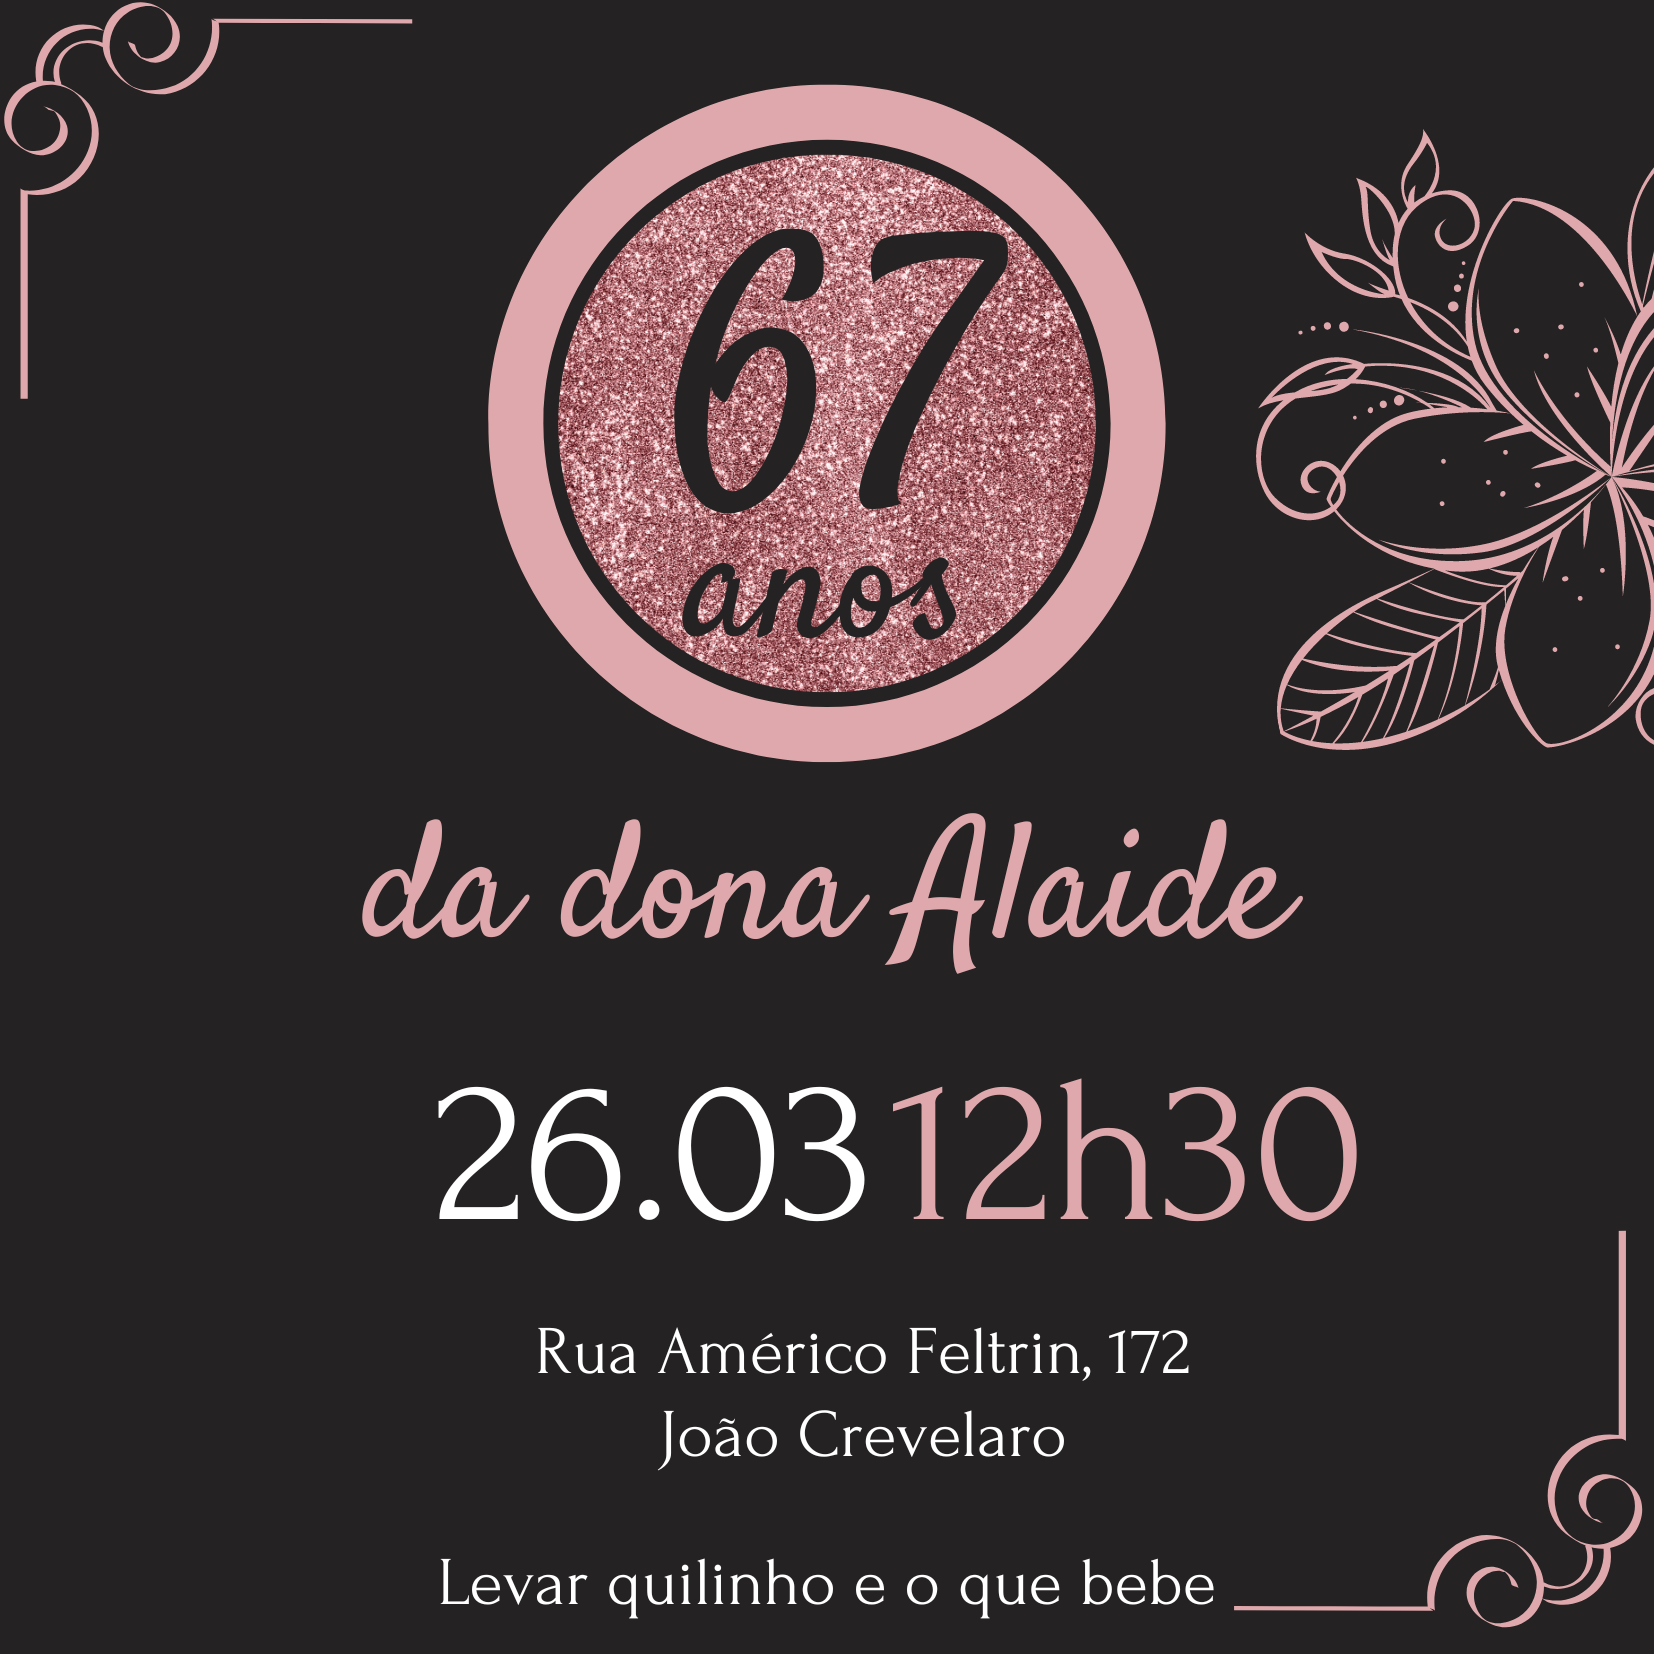 67
anos
da dona Alaide
26.03 12h30
Rua Américo Feltrin, 172
João Crevelaro
Levar quilinho e o que bebe